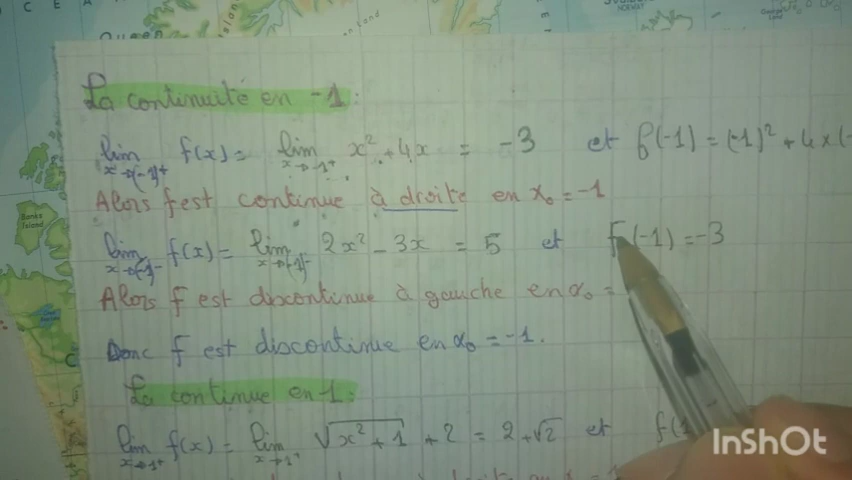 La continuité en -1:
lim x→(-1)+ f(x) = lim x→-1+ x² + 4x = -3 et f(-1) = (-1)² + 4×(-
Alors f est continue à droite en x₀ = -1
lim x→(-1)- f(x) = lim x→(-1)- 2x² - 3x = 5 et f(-1) = -3
Alors f est discontinue à gauche en x₀ =
Donc f est discontinue en x₀ = -1.
La continue en 1:
lim x→1+ f(x) = lim x→1+ √(x²+1) + 2 = 2 + √2 et f(1
InShOt
Banks
Island